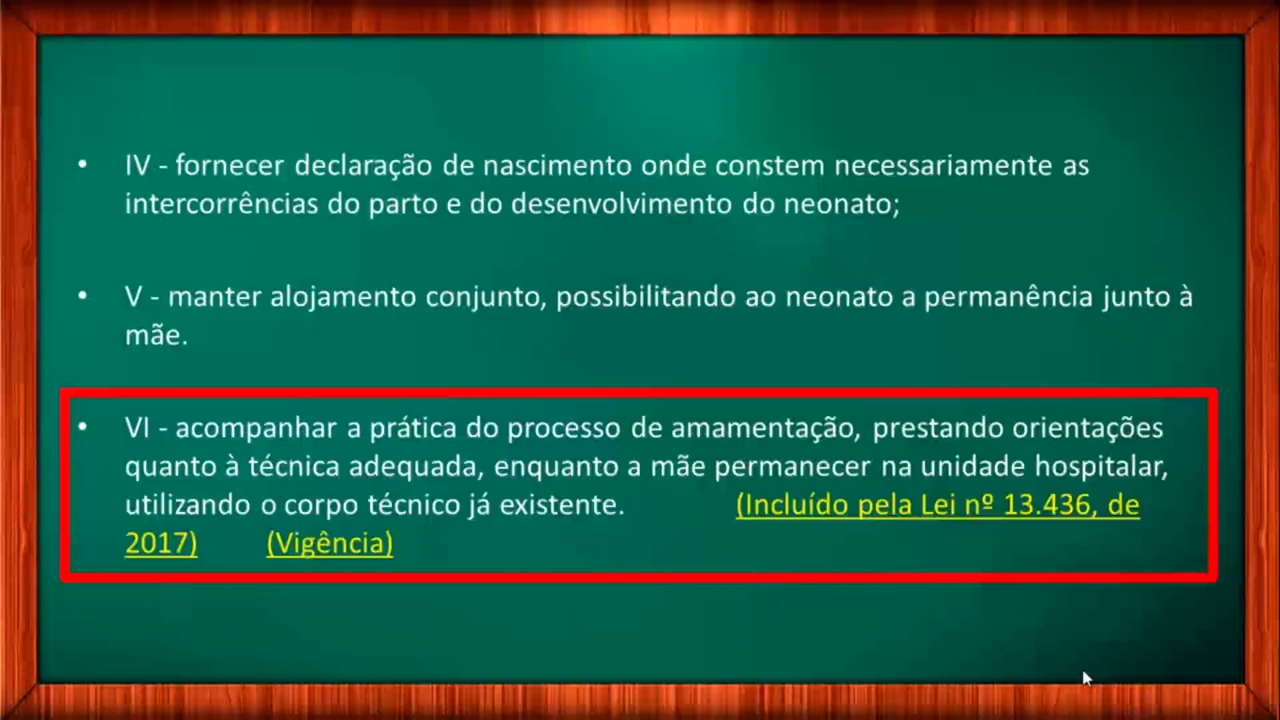 • IV - fornecer declaração de nascimento onde constem necessariamente as
intercorrências do parto e do desenvolvimento do neonato;
• V - manter alojamento conjunto, possibilitando ao neonato a permanência junto à
mãe.
• VI - acompanhar a prática do processo de amamentação, prestando orientações
quanto à técnica adequada, enquanto a mãe permanecer na unidade hospitalar,
utilizando o corpo técnico já existente. (Incluído pela Lei nº 13.436, de
2017) (Vigência)